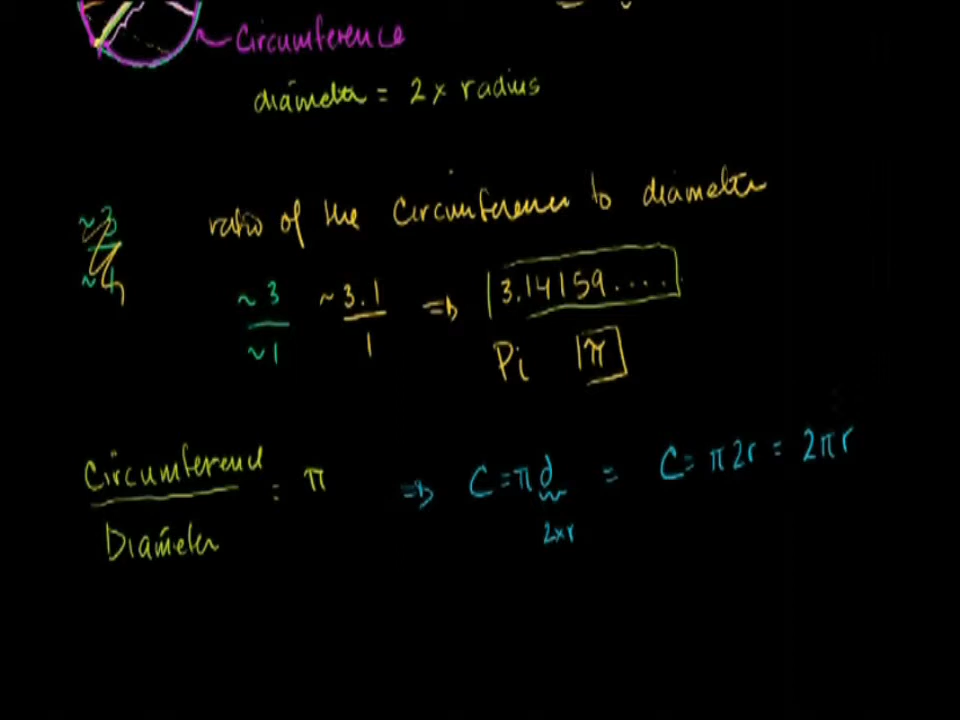 Circumference
diameter = 2 x radius
~3
~1
ratio of the Circumference to diameter
~3 ~3.1 ⇒ 3.14159....
~1 1
Pi π
Circumference
Diameter
= π ⇒ C = πd = C = π2r = 2πr
2xr